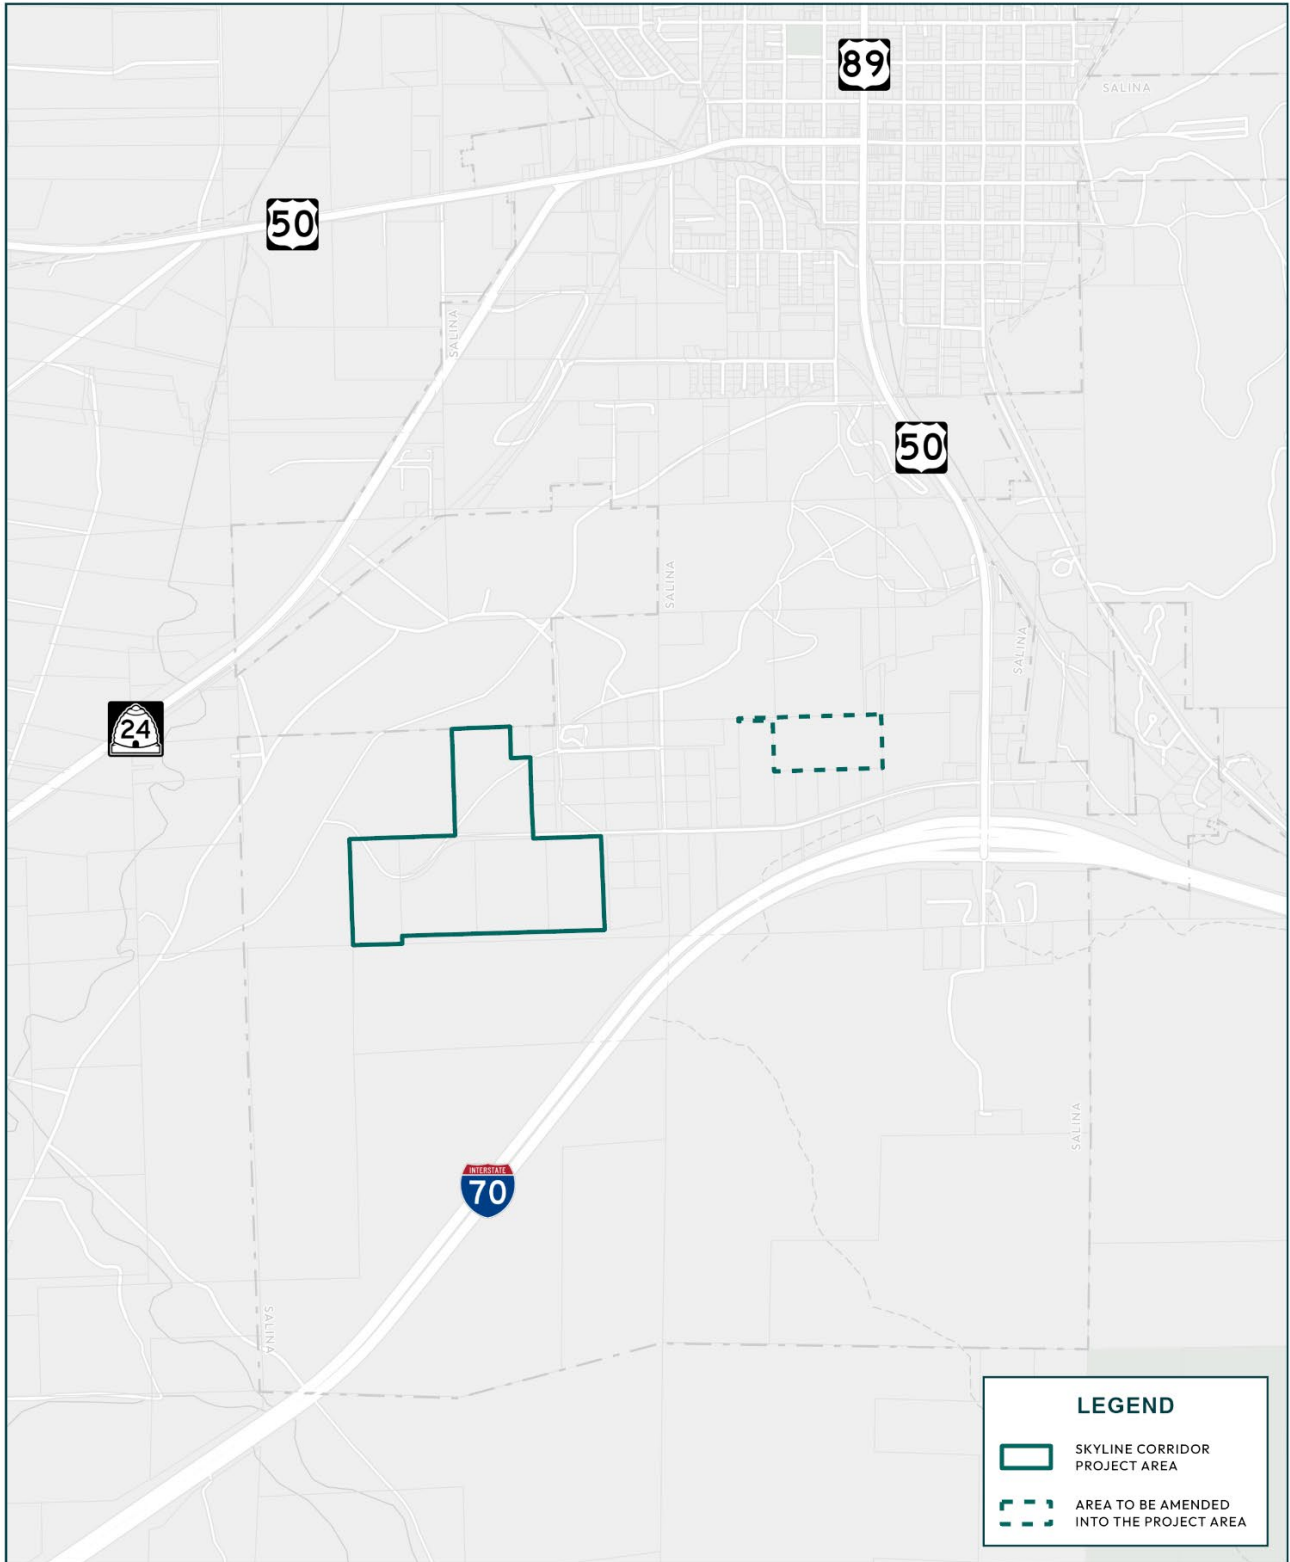 89
SALINA
50
SALINA
50
SALINA
SALINA
24
INTERSTATE
70
SALINA
SALINA
LEGEND
SKYLINE CORRIDOR
PROJECT AREA
AREA TO BE AMENDED
INTO THE PROJECT AREA